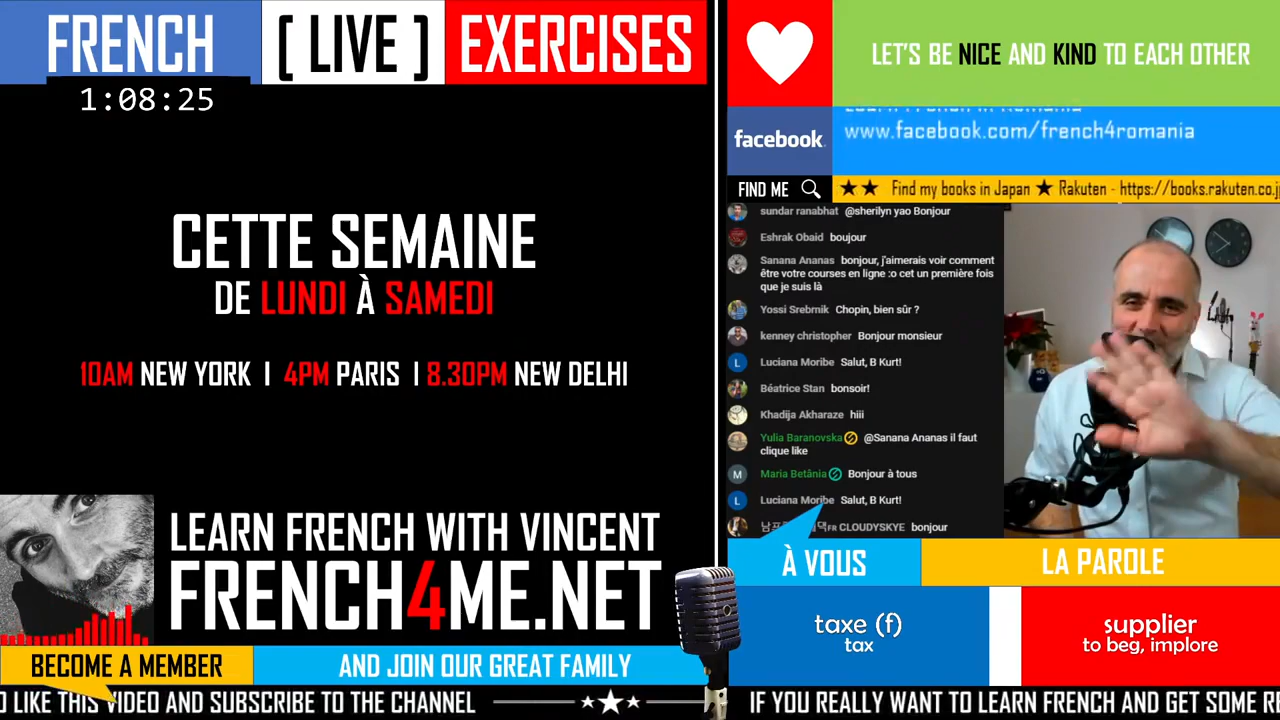 FRENCH [ LIVE ] EXERCISES
1:08:25
CETTE SEMAINE
DE LUNDI À SAMEDI
10AM NEW YORK | 4PM PARIS | 8.30PM NEW DELHI
LEARN FRENCH WITH VINCENT
FRENCH4ME.NET
BECOME A MEMBER AND JOIN OUR GREAT FAMILY
LIKE THIS VIDEO AND SUBSCRIBE TO THE CHANNEL
LET'S BE NICE AND KIND TO EACH OTHER
facebook.
Learn French in Romania
www.facebook.com/french4romania
FIND ME
★★ Find my books in Japan ★ Rakuten - https://books.rakuten.co.j
sundar ranabhat @sherilyn yao Bonjour
Eshrak Obaid boujour
Sanana Ananas bonjour, j'aimerais voir comment
être votre courses en ligne :o cet un première fois
que je suis là
Yossi Srebrnik Chopin, bien sûr ?
kenney christopher Bonjour monsieur
L Luciana Moribe Salut, B Kurt!
Béatrice Stan bonsoir!
Khadija Akharaze hiii
Yulia Baranovska @Sanana Ananas il faut
clique like
M Maria Betânia Bonjour à tous
L Luciana Moribe Salut, B Kurt!
FR CLOUDYSKYE bonjour
À VOUS LA PAROLE
taxe (f)
tax
supplier
to beg, implore
IF YOU REALLY WANT TO LEARN FRENCH AND GET SOME